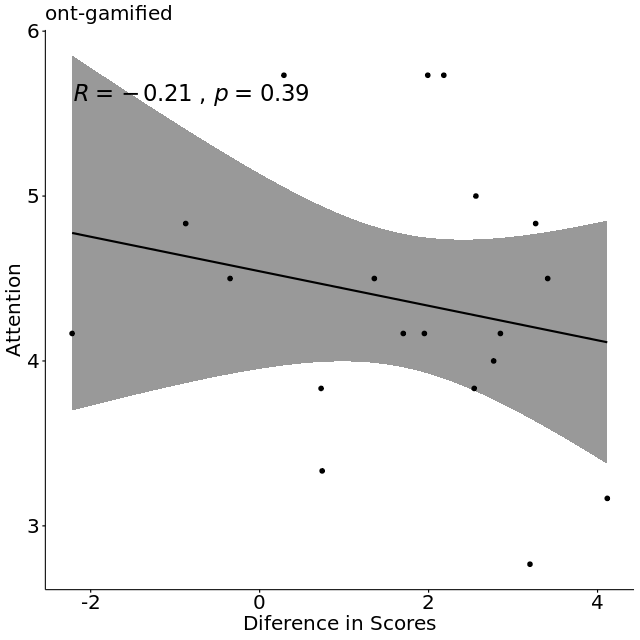 ont-gamified
6
R = −0.21 , p = 0.39
5
4
3
Attention
-2 0 2 4
Diference in Scores